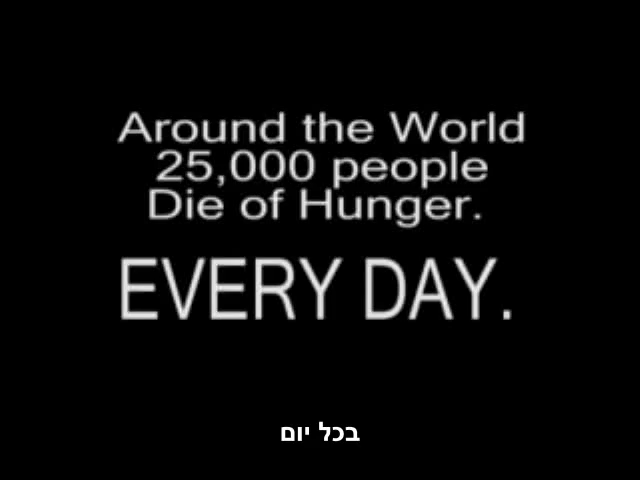 Around the World
25,000 people
Die of Hunger.
EVERY DAY.
בכל יום